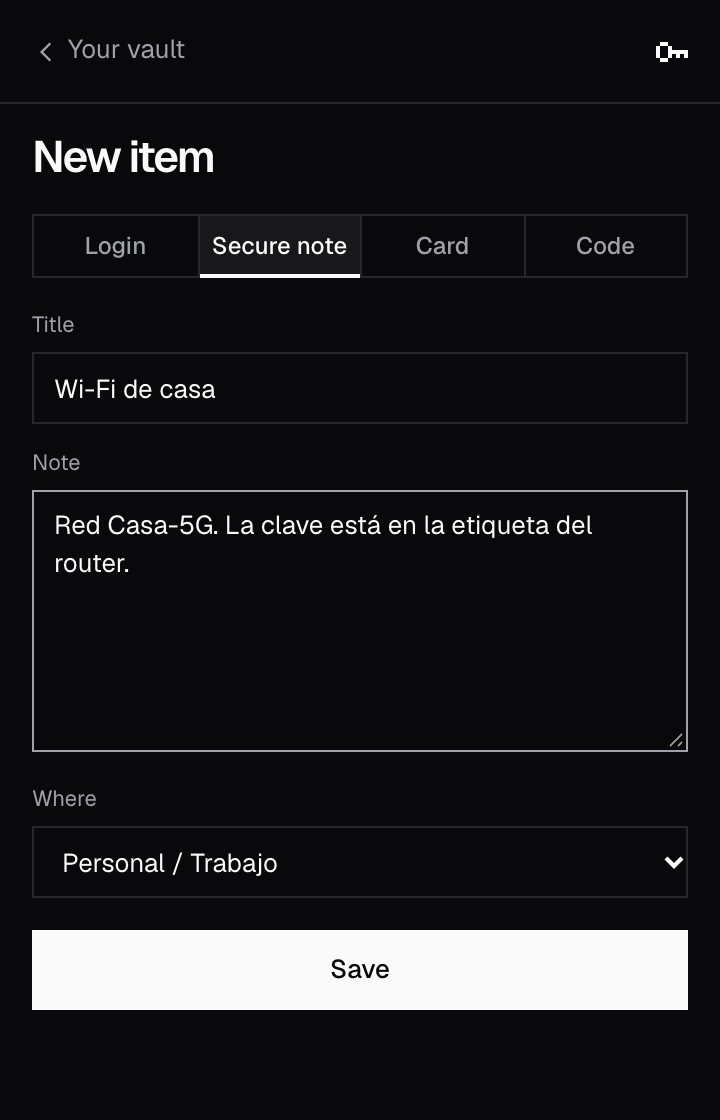 Your vault
New item
Login
Secure note
Card
Code
Title
Wi-Fi de casa
Note
Red Casa-5G. La clave está en la etiqueta del
router.
Where
Personal / Trabajo
Save